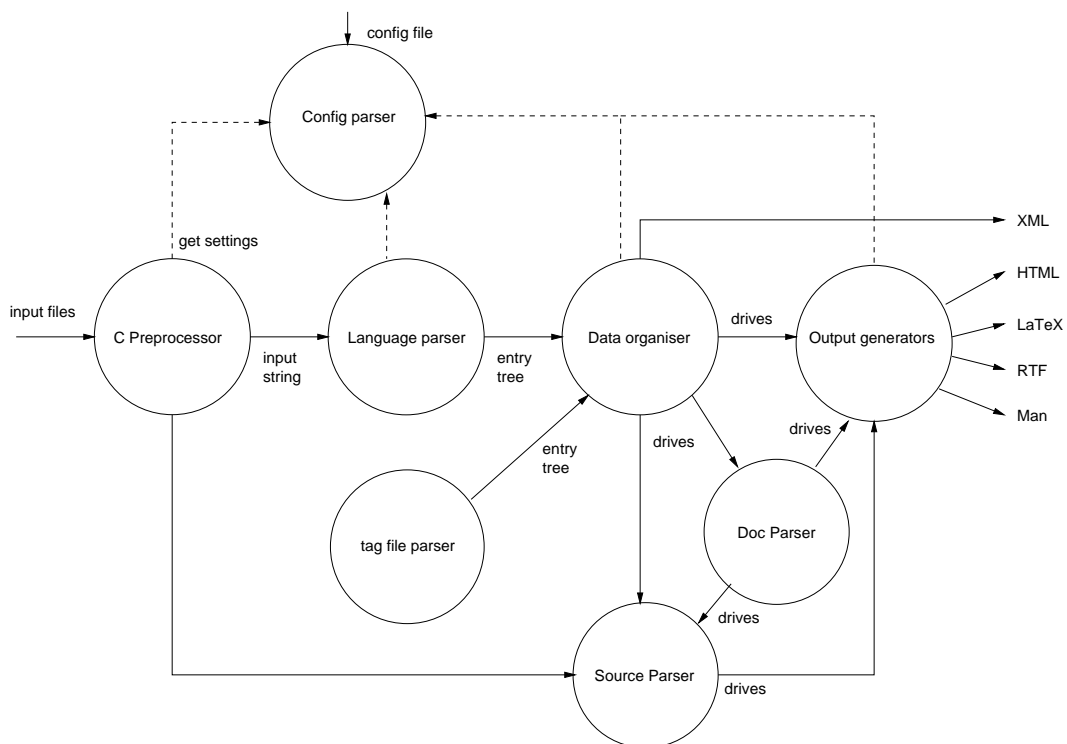 config file
Config parser
get settings
XML
input files
HTML
C Preprocessor
input
string
Language parser
entry
tree
Data organiser
drives
Output generators
LaTeX
RTF
Man
drives
drives
entry
tree
tag file parser
Doc Parser
drives
Source Parser
drives